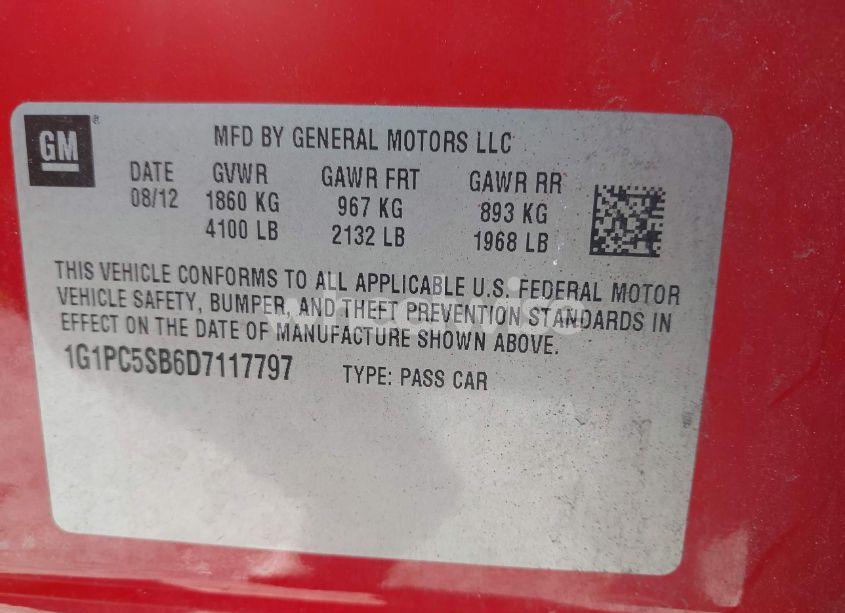 GM
MFD BY GENERAL MOTORS LLC
DATE GVWR GAWR FRT GAWR RR
08/12 1860 KG 967 KG 893 KG
4100 LB 2132 LB 1968 LB
THIS VEHICLE CONFORMS TO ALL APPLICABLE U.S. FEDERAL MOTOR
VEHICLE SAFETY, BUMPER, AND THEFT PREVENTION STANDARDS IN
EFFECT ON THE DATE OF MANUFACTURE SHOWN ABOVE.
1G1PC5SB6D7117797 TYPE: PASS CAR